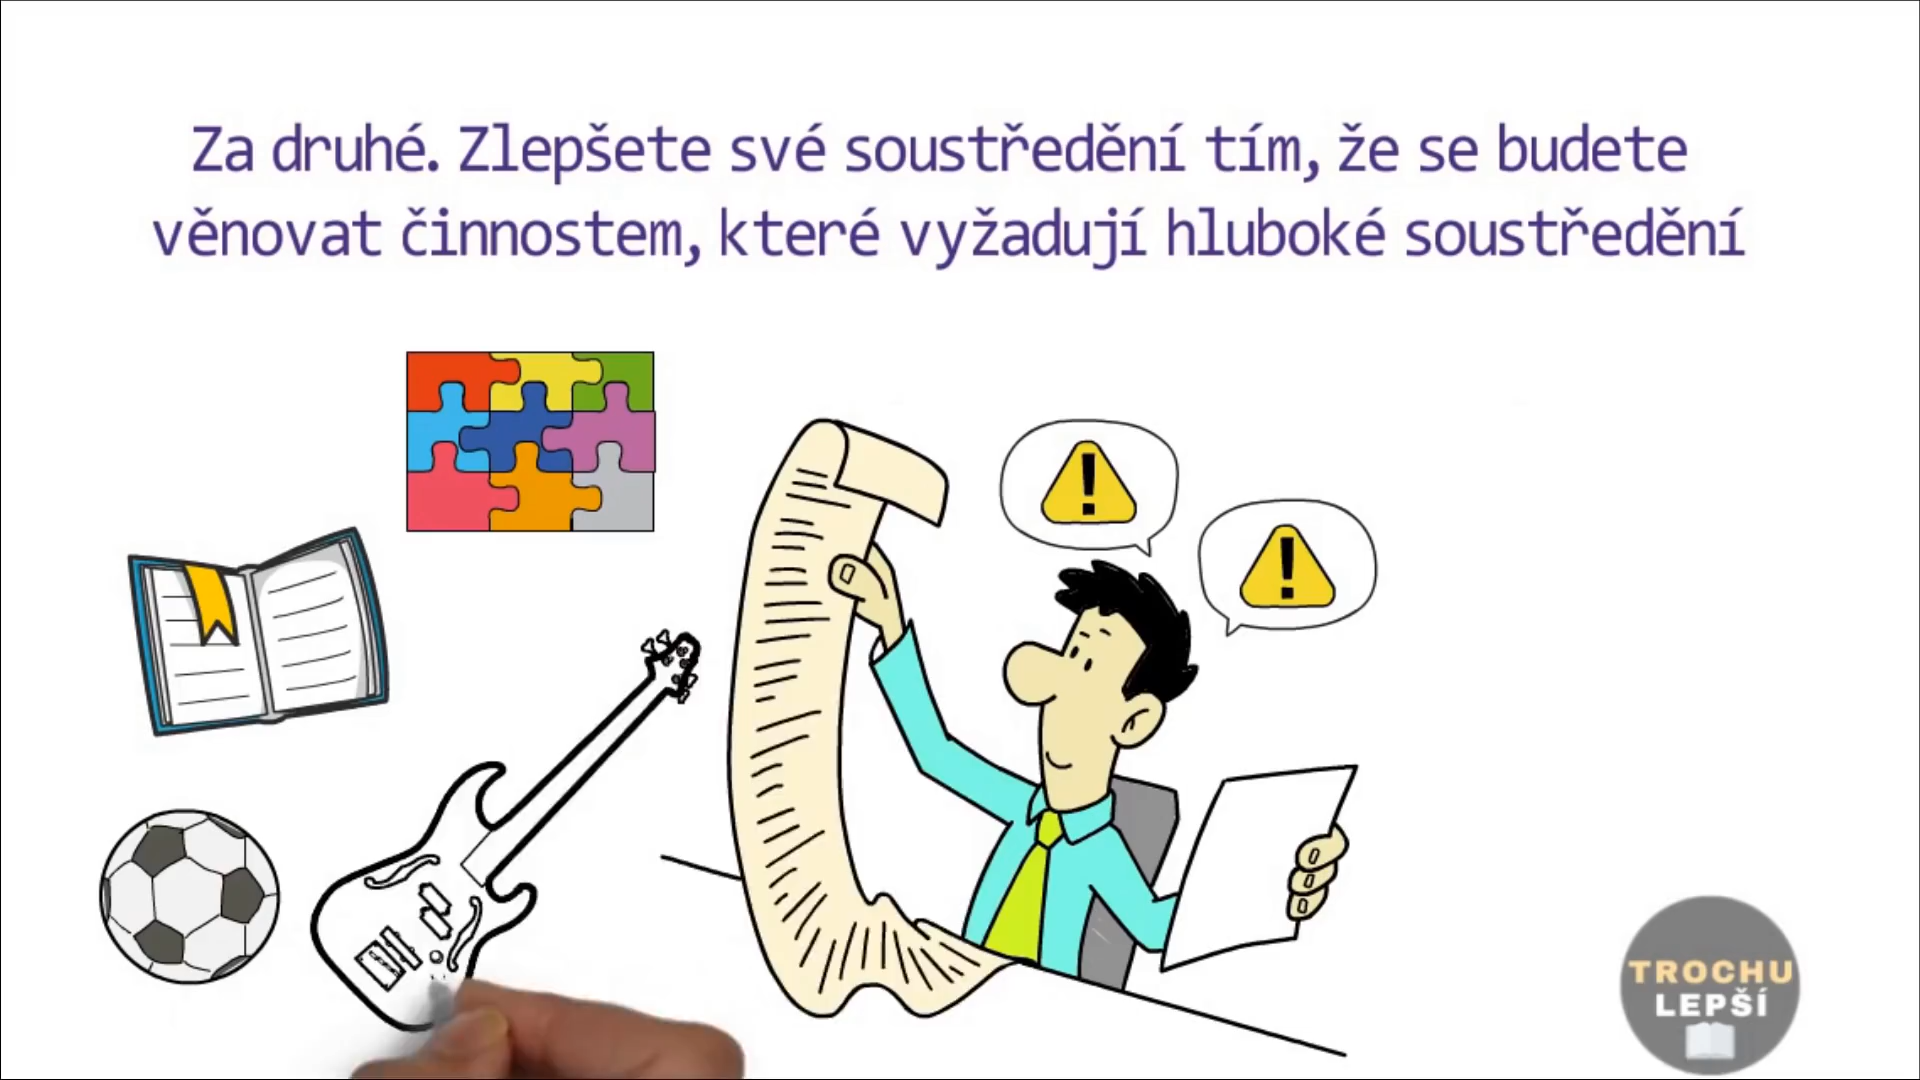 Za druhé. Zlepšete své soustředění tím, že se budete
věnovat činnostem, které vyžadují hluboké soustředění
TROCHU
LEPŠÍ